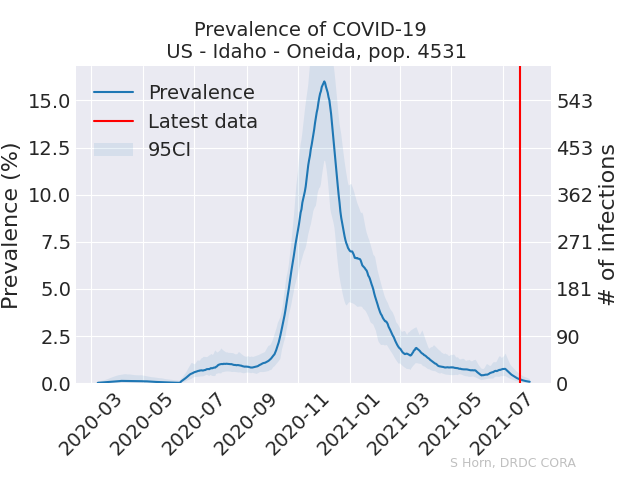 Prevalence of COVID-19
US - Idaho - Oneida, pop. 4531
Prevalence
Latest data
95CI
Prevalence (%)
15.0
12.5
10.0
7.5
5.0
2.5
0.0
543
453
362
271
181
90
0
# of infections
2020-03
2020-05
2020-07
2020-09
2020-11
2021-01
2021-03
2021-05
2021-07
S Horn, DRDC CORA